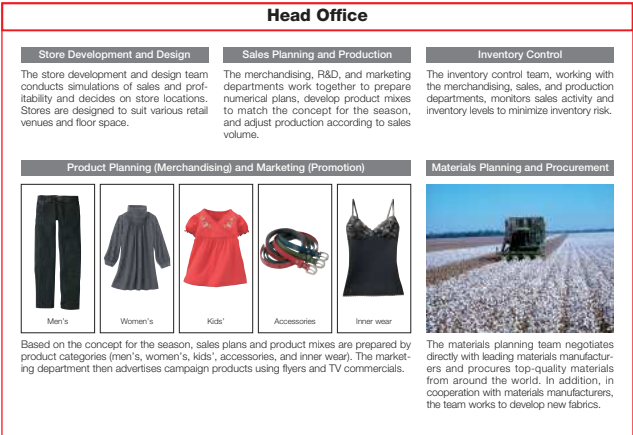 Head Office
Store Development and Design
The store development and design team
conducts simulations of sales and prof-
itability and decides on store locations.
Stores are designed to suit various retail
venues and floor space.
Sales Planning and Production
The merchandising, R&D, and marketing
departments work together to prepare
numerical plans, develop product mixes
to match the concept for the season,
and adjust production according to sales
volume.
Inventory Control
The inventory control team, working with
the merchandising, sales, and production
departments, monitors sales activity and
inventory levels to minimize inventory risk.
Product Planning (Merchandising) and Marketing (Promotion)
Men's
Women's
Kids'
Accessories
Inner wear
Based on the concept for the season, sales plans and product mixes are prepared by
product categories (men's, women's, kids', accessories, and inner wear). The market-
ing department then advertises campaign products using flyers and TV commercials.
Materials Planning and Procurement
The materials planning team negotiates
directly with leading materials manufactur-
ers and procures top-quality materials
from around the world. In addition, in
cooperation with materials manufacturers,
the team works to develop new fabrics.